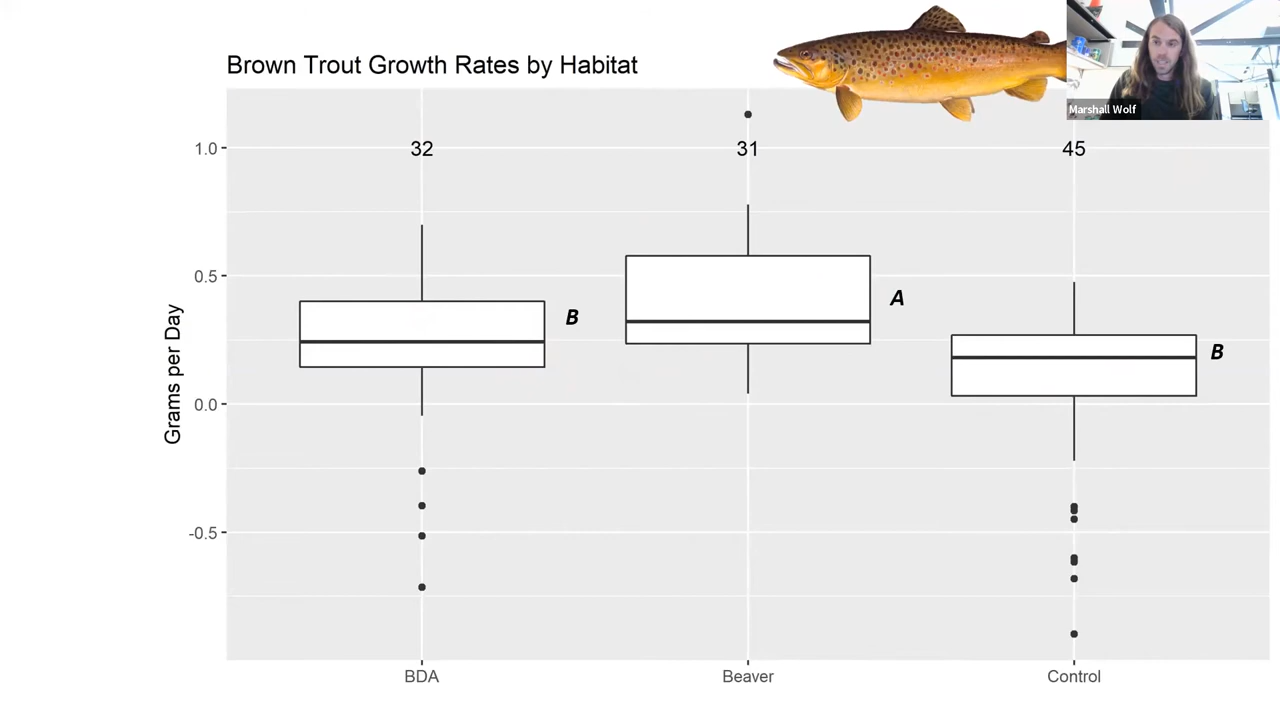 Brown Trout Growth Rates by Habitat
Marshall Wolf
1.0
32
31
45
0.5
B
A
B
0.0
-0.5
Grams per Day
BDA
Beaver
Control